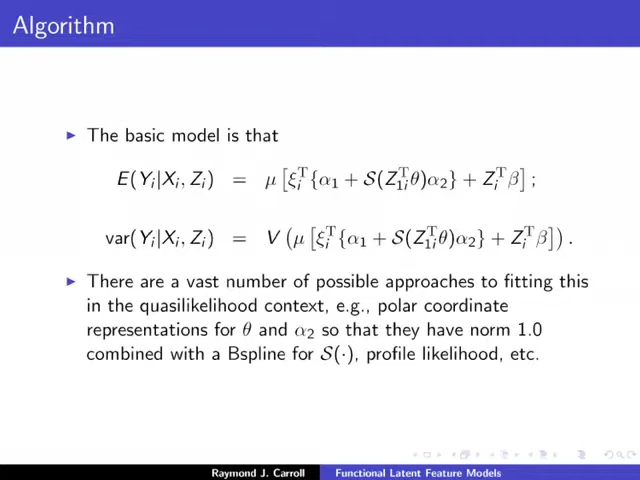 Algorithm
▶ The basic model is that
E(Yᵢ|Xᵢ, Zᵢ) = μ [ξᵢᵀ{α₁ + 𝒮(Z₁ᵢᵀθ)α₂} + Zᵢᵀβ] ;
var(Yᵢ|Xᵢ, Zᵢ) = V (μ [ξᵢᵀ{α₁ + 𝒮(Z₁ᵢᵀθ)α₂} + Zᵢᵀβ]) .
▶ There are a vast number of possible approaches to fitting this
in the quasilikelihood context, e.g., polar coordinate
representations for θ and α₂ so that they have norm 1.0
combined with a Bspline for 𝒮(·), profile likelihood, etc.
Raymond J. Carroll Functional Latent Feature Models